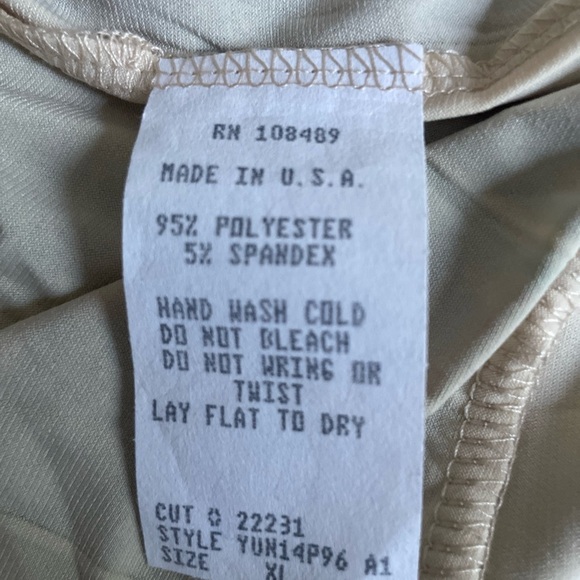 RN 108489
MADE IN U.S.A.
95% POLYESTER
5% SPANDEX
HAND WASH COLD
DO NOT BLEACH
DO NOT WRING OR
TWIST
LAY FLAT TO DRY
CUT # 22231
STYLE YUN14P96 A1
SIZE XL